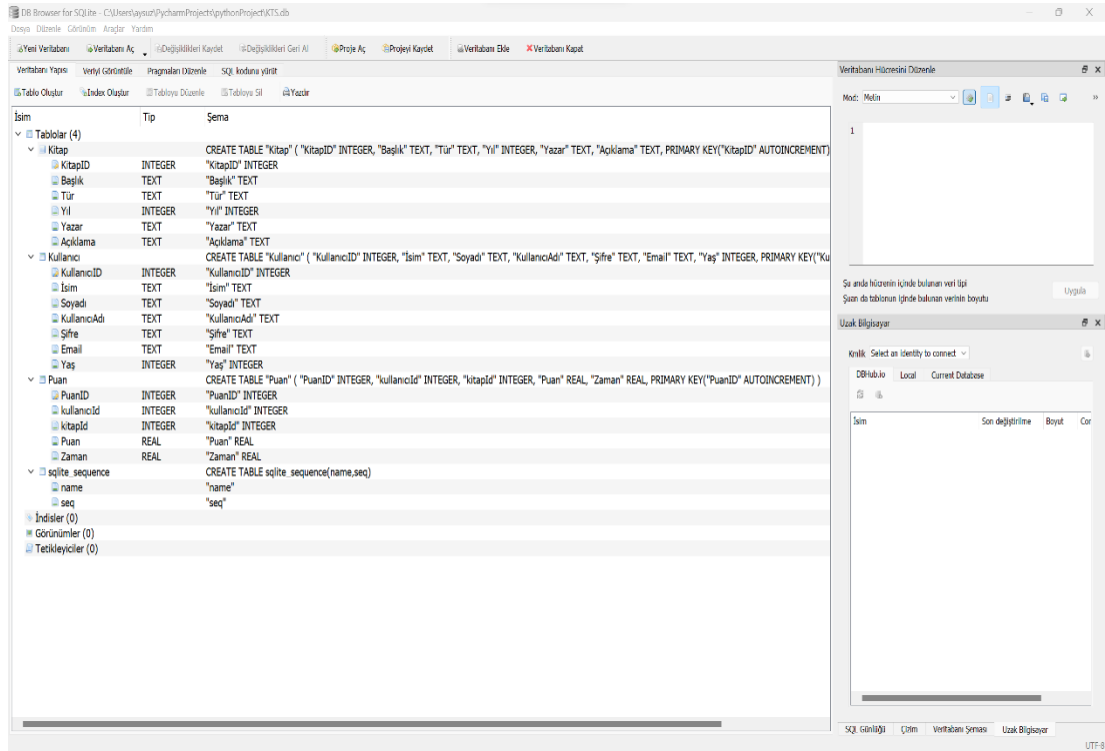 DB Browser for SQLite - C:\Users\aysuz\PycharmProjects\pythonProject\KTS.db
Dosya Düzenle Görünüm Araçlar Yardım
Yeni Veritabanı Veritabanı Aç Değişiklikleri Kaydet Değişiklikleri Geri Al Proje Aç Projeyi Kaydet Veritabanı Ekle Veritabanı Kapat
Veritabanı Yapısı Veriyi Görüntüle Pragmaları Düzenle SQL kodunu yürüt
Tablo Oluştur Index Oluştur Tabloyu Düzenle Tabloyu Sil Yazdır
İsim Tip Şema
Tablolar (4)
Kitap CREATE TABLE "Kitap" ( "KitapID" INTEGER, "Başlık" TEXT, "Tür" TEXT, "Yıl" INTEGER, "Yazar" TEXT, "Açıklama" TEXT, PRIMARY KEY("KitapID" AUTOINCREMENT)
KitapID INTEGER "KitapID" INTEGER
Başlık TEXT "Başlık" TEXT
Tür TEXT "Tür" TEXT
Yıl INTEGER "Yıl" INTEGER
Yazar TEXT "Yazar" TEXT
Açıklama TEXT "Açıklama" TEXT
Kullanıcı CREATE TABLE "Kullanıcı" ( "KullanıcıID" INTEGER, "İsim" TEXT, "Soyadı" TEXT, "KullanıcıAdı" TEXT, "Şifre" TEXT, "Email" TEXT, "Yaş" INTEGER, PRIMARY KEY("Ku
KullanıcıID INTEGER "KullanıcıID" INTEGER
İsim TEXT "İsim" TEXT
Soyadı TEXT "Soyadı" TEXT
KullanıcıAdı TEXT "KullanıcıAdı" TEXT
Şifre TEXT "Şifre" TEXT
Email TEXT "Email" TEXT
Yaş INTEGER "Yaş" INTEGER
Puan CREATE TABLE "Puan" ( "PuanID" INTEGER, "kullanıcıId" INTEGER, "kitapId" INTEGER, "Puan" REAL, "Zaman" REAL, PRIMARY KEY("PuanID" AUTOINCREMENT) )
PuanID INTEGER "PuanID" INTEGER
kullanıcıId INTEGER "kullanıcıId" INTEGER
kitapId INTEGER "kitapId" INTEGER
Puan REAL "Puan" REAL
Zaman REAL "Zaman" REAL
sqlite_sequence CREATE TABLE sqlite_sequence(name,seq)
name "name"
seq "seq"
İndisler (0)
Görünümler (0)
Tetikleyiciler (0)
Veritabanı Hücresini Düzenle
Mod: Metin
1
Şu anda hücrenin içinde bulunan veri tipi
Şuan da tablonun içinde bulunan verinin boyutu
Uygula
Uzak Bilgisayar
Kimlik Select an identity to connect
DBHub.io Local Current Database
İsim Son değiştirilme Boyut Cor
SQL Günlüğü Çizim Veritabanı Şeması Uzak Bilgisayar
UTF-8